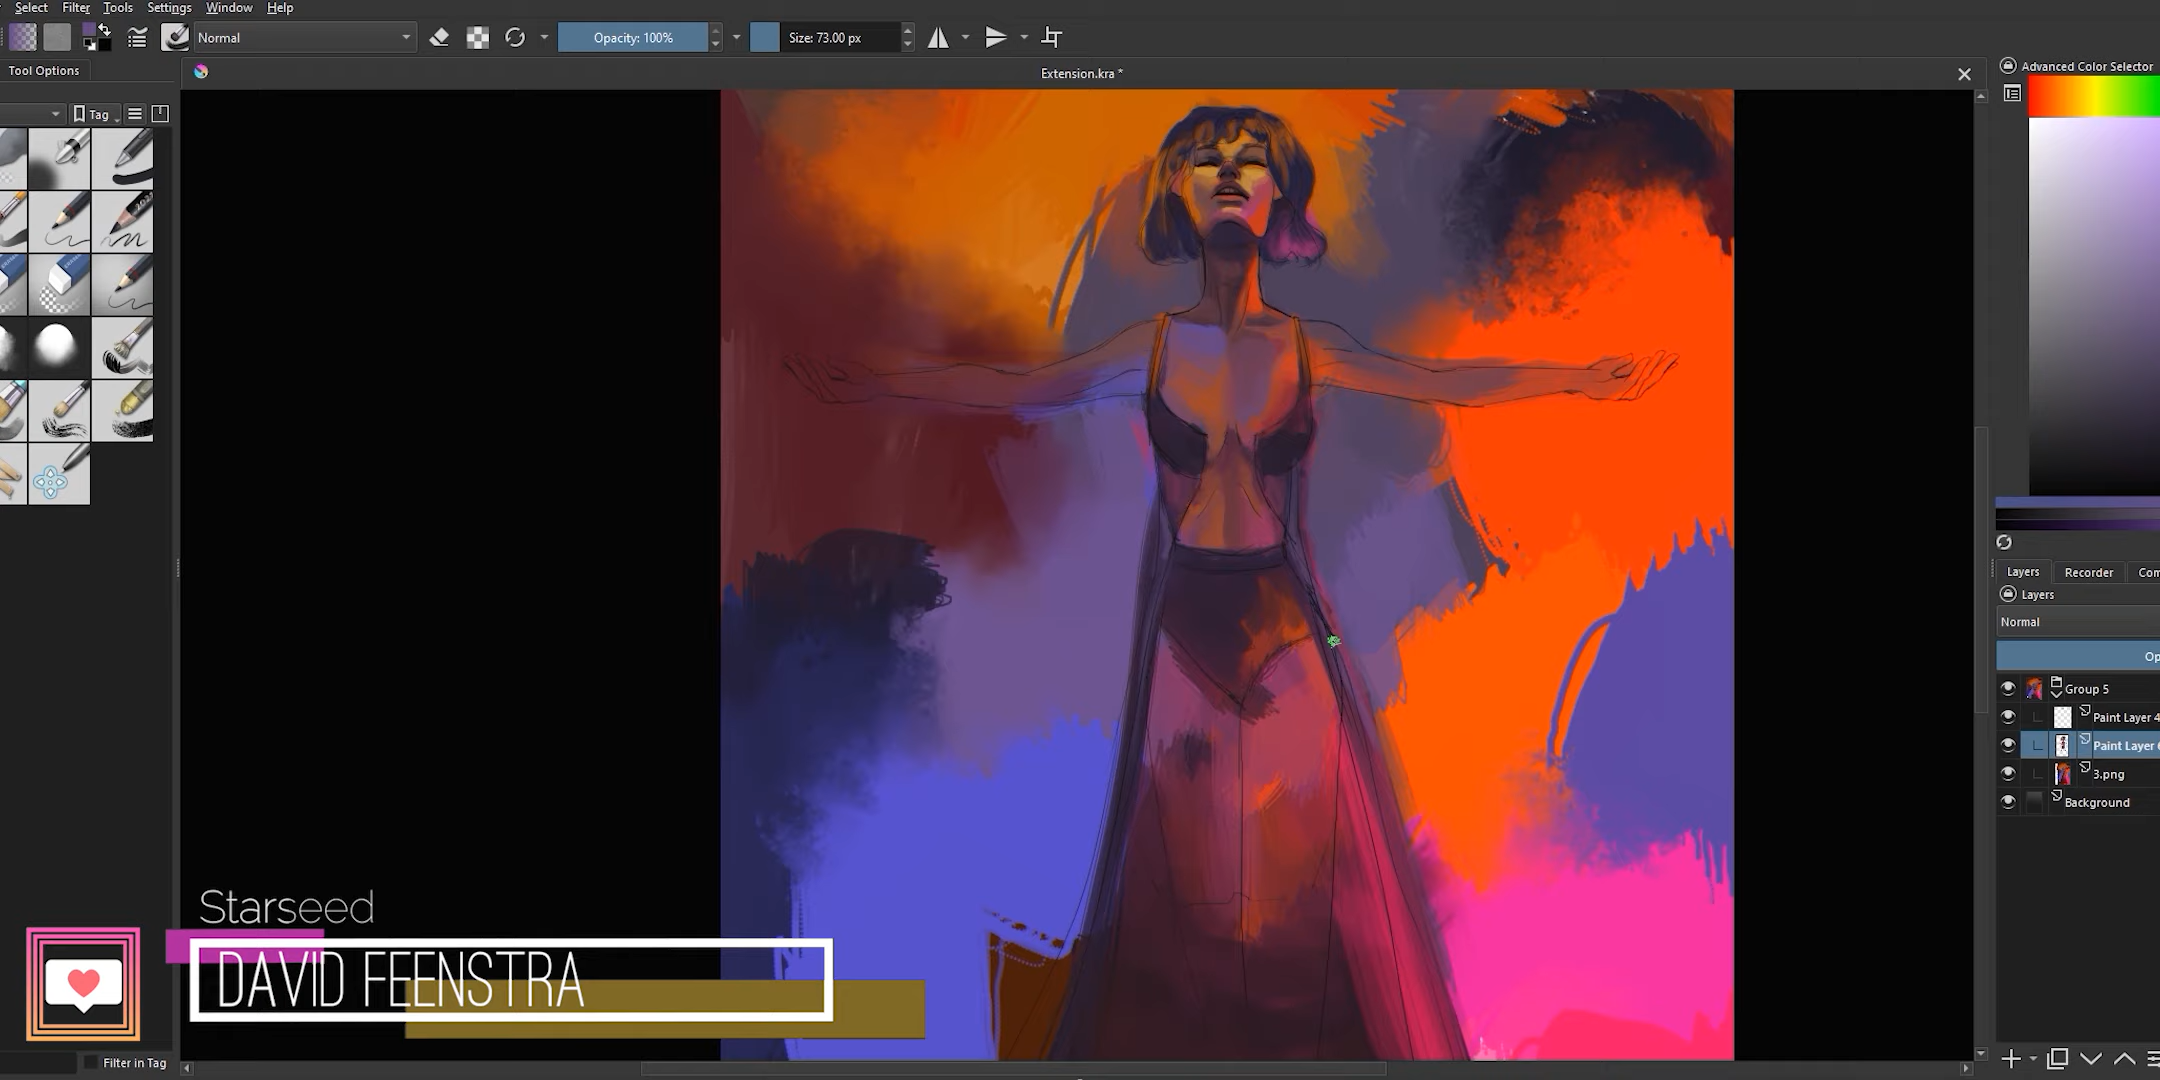 Select Filter Tools Settings Window Help
Normal Opacity: 100% Size: 73.00 px
Tool Options
Extension.kra *
Advanced Color Selector
Tag
Layers Recorder
Layers
Normal
Group 5
Paint Layer 4
Paint Layer
3.png
Background
Starseed
DAVID FEENSTRA
Filter in Tag